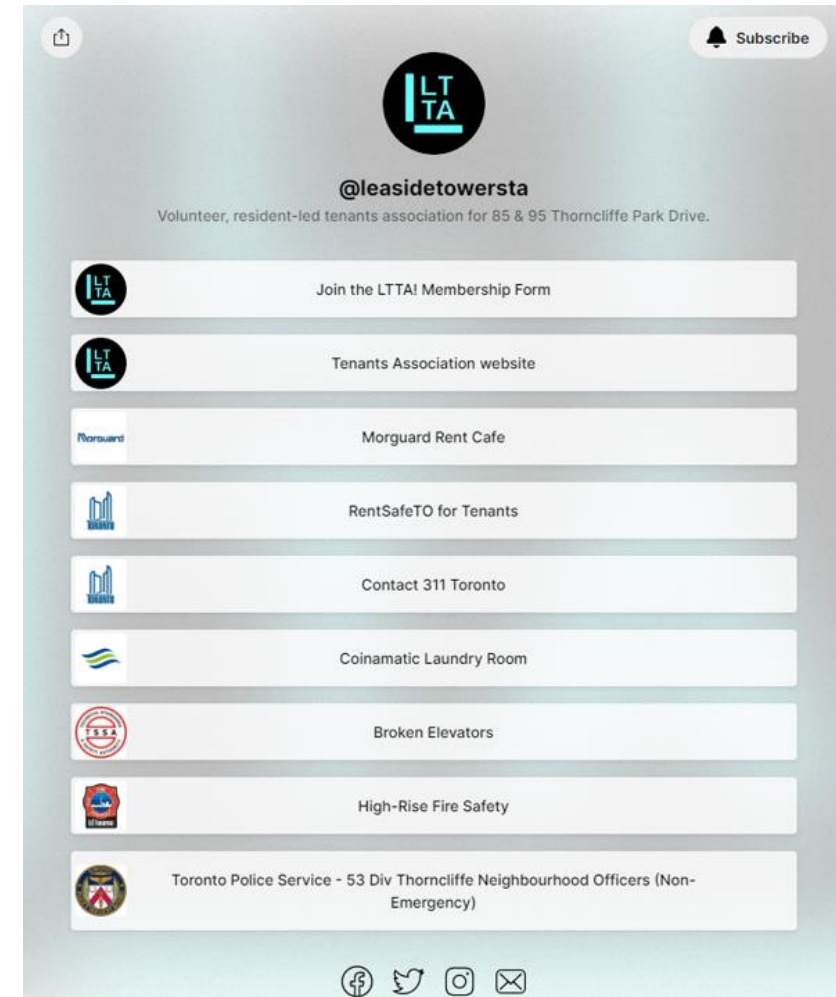 Subscribe
LT
TA
@leasidetowersta
Volunteer, resident-led tenants association for 85 & 95 Thorncliffe Park Drive.
LT
TA
Join the LTTA! Membership Form
LT
TA
Tenants Association website
Morguard
Morguard Rent Cafe
TORONTO
RentSafeTO for Tenants
TORONTO
Contact 311 Toronto
Coinamatic Laundry Room
TSSA
Broken Elevators
High-Rise Fire Safety
Toronto Police Service - 53 Div Thorncliffe Neighbourhood Officers (Non-
Emergency)